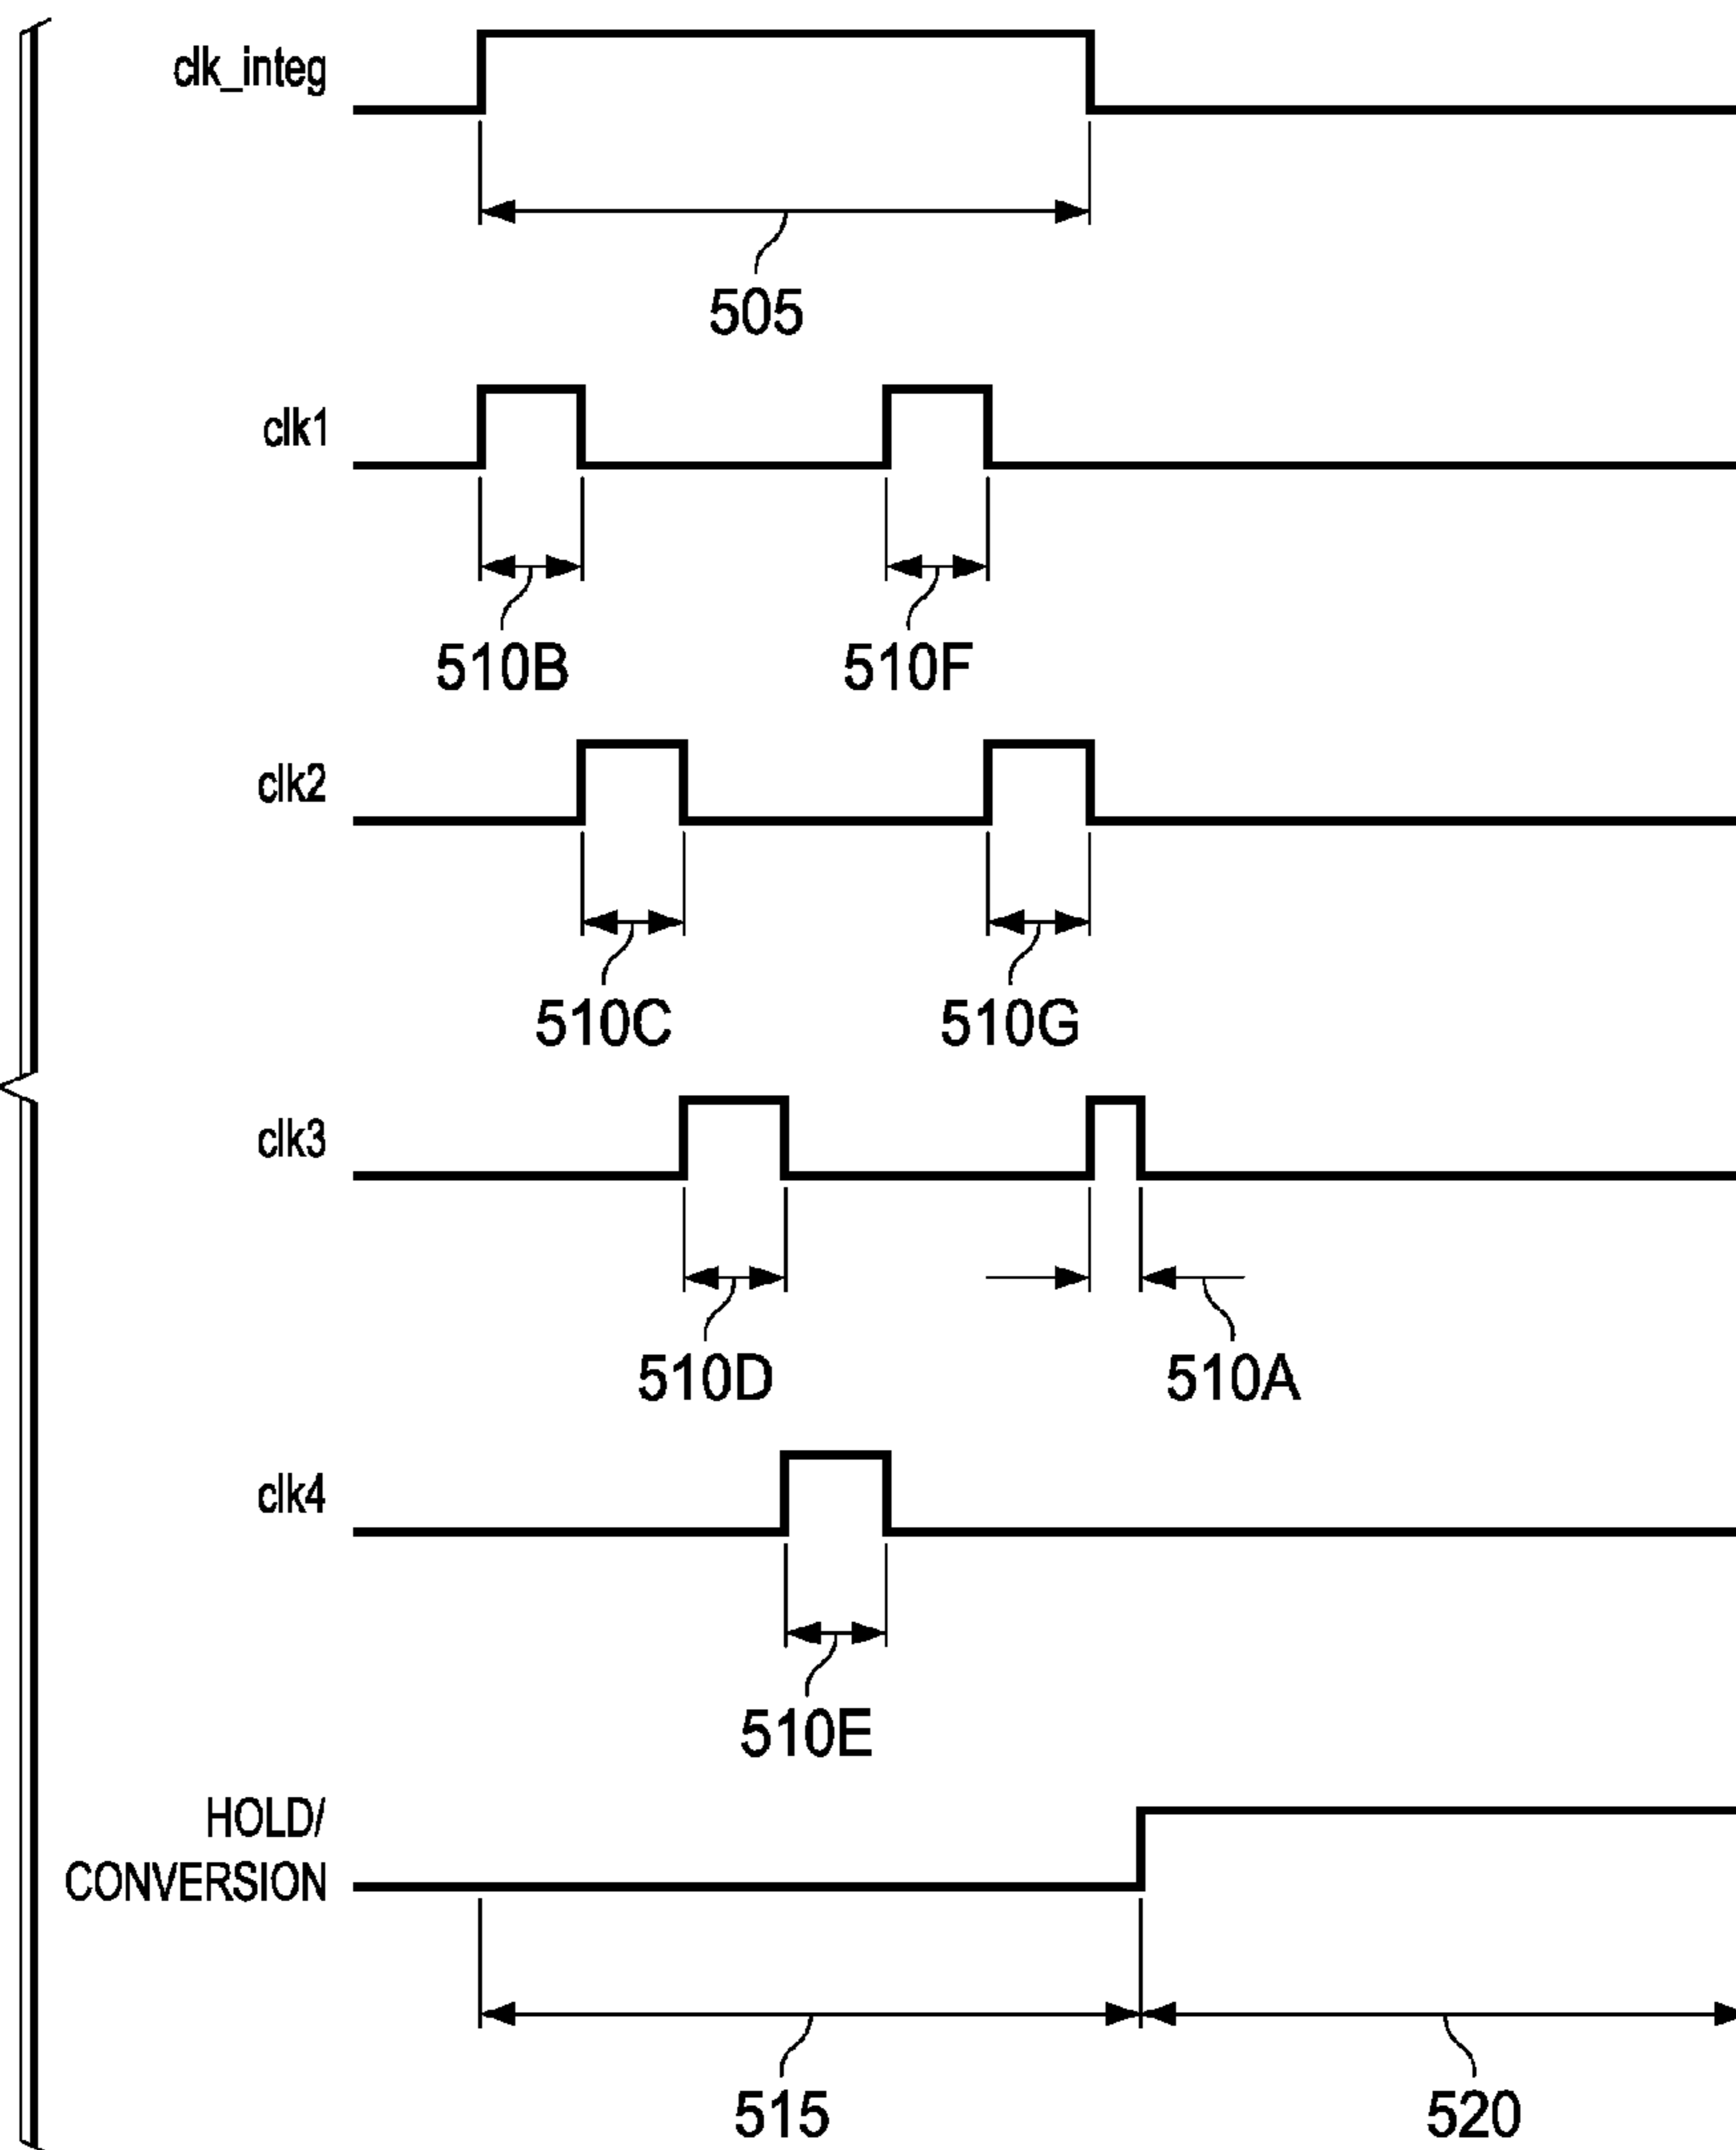 clk_integ
505
clk1
510B
510F
clk2
510C
510G
clk3
510D
510A
clk4
510E
HOLD/
CONVERSION
515
520